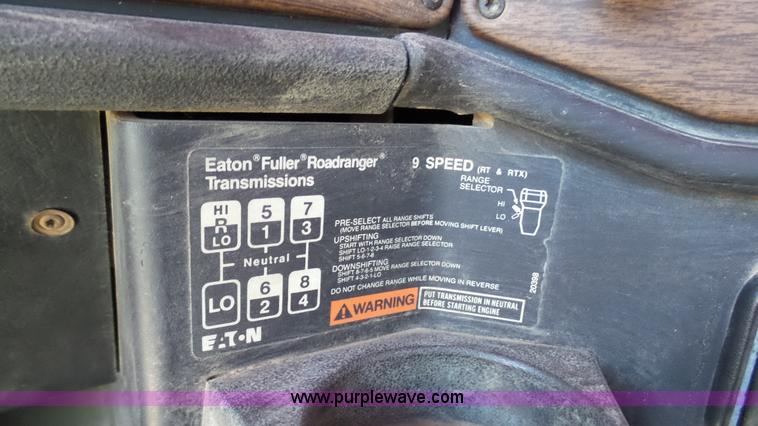 Eaton® Fuller® Roadranger® 9 SPEED (RT & RTX)
Transmissions
RANGE
SELECTOR
HI
LO
HI 5 7
R 1 3
LO
Neutral
LO 6 8
2 4
PRE-SELECT ALL RANGE SHIFTS
(MOVE RANGE SELECTOR BEFORE MOVING SHIFT LEVER)
UPSHIFTING
START WITH RANGE SELECTOR DOWN
SHIFT LO-1-2-3-4 RAISE RANGE SELECTOR
SHIFT 5-6-7-8
DOWNSHIFTING
SHIFT 8-7-6-5 MOVE RANGE SELECTOR DOWN
SHIFT 4-3-2-1-LO
DO NOT CHANGE RANGE WHILE MOVING IN REVERSE
WARNING
PUT TRANSMISSION IN NEUTRAL
BEFORE STARTING ENGINE
20398
EATON
www.purplewave.com